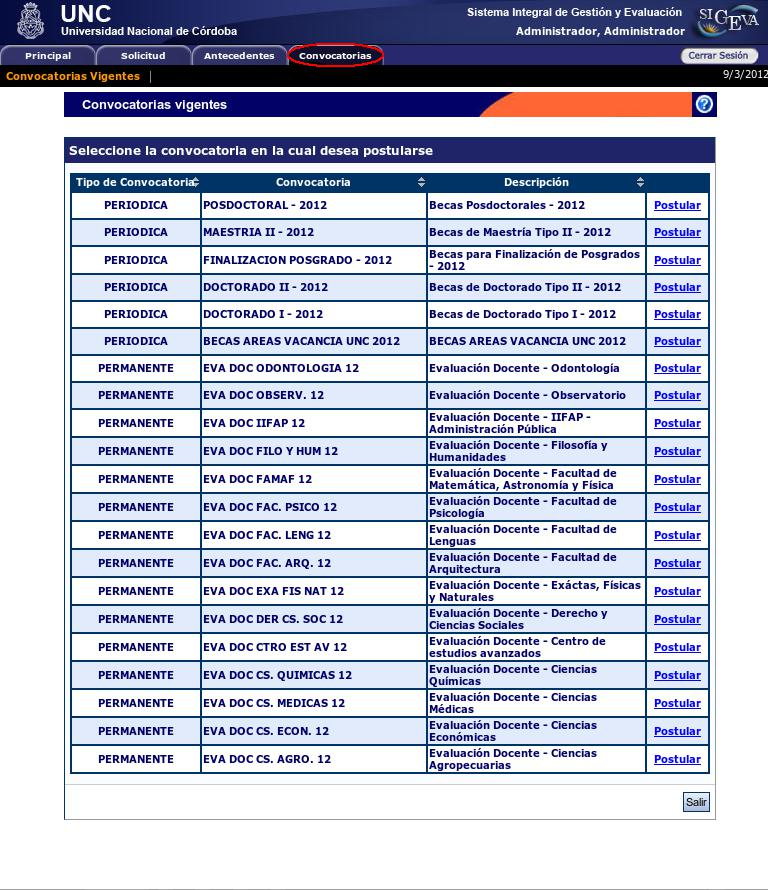 UNC
Universidad Nacional de Córdoba
Sistema Integral de Gestión y Evaluación
Administrador, Administrador
SIGEVA
Principal Solicitud Antecedentes Convocatorias Cerrar Sesión
Convocatorias Vigentes 9/3/2012
Convocatorias vigentes ?
Seleccione la convocatoria en la cual desea postularse
Tipo de Convocatoria Convocatoria Descripción
PERIODICA POSDOCTORAL - 2012 Becas Posdoctorales - 2012 Postular
PERIODICA MAESTRIA II - 2012 Becas de Maestría Tipo II - 2012 Postular
PERIODICA FINALIZACION POSGRADO - 2012 Becas para Finalización de Posgrados
- 2012 Postular
PERIODICA DOCTORADO II - 2012 Becas de Doctorado Tipo II - 2012 Postular
PERIODICA DOCTORADO I - 2012 Becas de Doctorado Tipo I - 2012 Postular
PERIODICA BECAS AREAS VACANCIA UNC 2012 BECAS AREAS VACANCIA UNC 2012 Postular
PERMANENTE EVA DOC ODONTOLOGIA 12 Evaluación Docente - Odontología Postular
PERMANENTE EVA DOC OBSERV. 12 Evaluación Docente - Observatorio Postular
PERMANENTE EVA DOC IIFAP 12 Evaluación Docente - IIFAP -
Administración Pública Postular
PERMANENTE EVA DOC FILO Y HUM 12 Evaluación Docente - Filosofía y
Humanidades Postular
PERMANENTE EVA DOC FAMAF 12 Evaluación Docente - Facultad de
Matemática, Astronomía y Física Postular
PERMANENTE EVA DOC FAC. PSICO 12 Evaluación Docente - Facultad de
Psicología Postular
PERMANENTE EVA DOC FAC. LENG 12 Evaluación Docente - Facultad de
Lenguas Postular
PERMANENTE EVA DOC FAC. ARQ. 12 Evaluación Docente - Facultad de
Arquitectura Postular
PERMANENTE EVA DOC EXA FIS NAT 12 Evaluación Docente - Exáctas, Físicas
y Naturales Postular
PERMANENTE EVA DOC DER CS. SOC 12 Evaluación Docente - Derecho y
Ciencias Sociales Postular
PERMANENTE EVA DOC CTRO EST AV 12 Evaluación Docente - Centro de
estudios avanzados Postular
PERMANENTE EVA DOC CS. QUIMICAS 12 Evaluación Docente - Ciencias
Químicas Postular
PERMANENTE EVA DOC CS. MEDICAS 12 Evaluación Docente - Ciencias
Médicas Postular
PERMANENTE EVA DOC CS. ECON. 12 Evaluación Docente - Ciencias
Económicas Postular
PERMANENTE EVA DOC CS. AGRO. 12 Evaluación Docente - Ciencias
Agropecuarias Postular
Salir